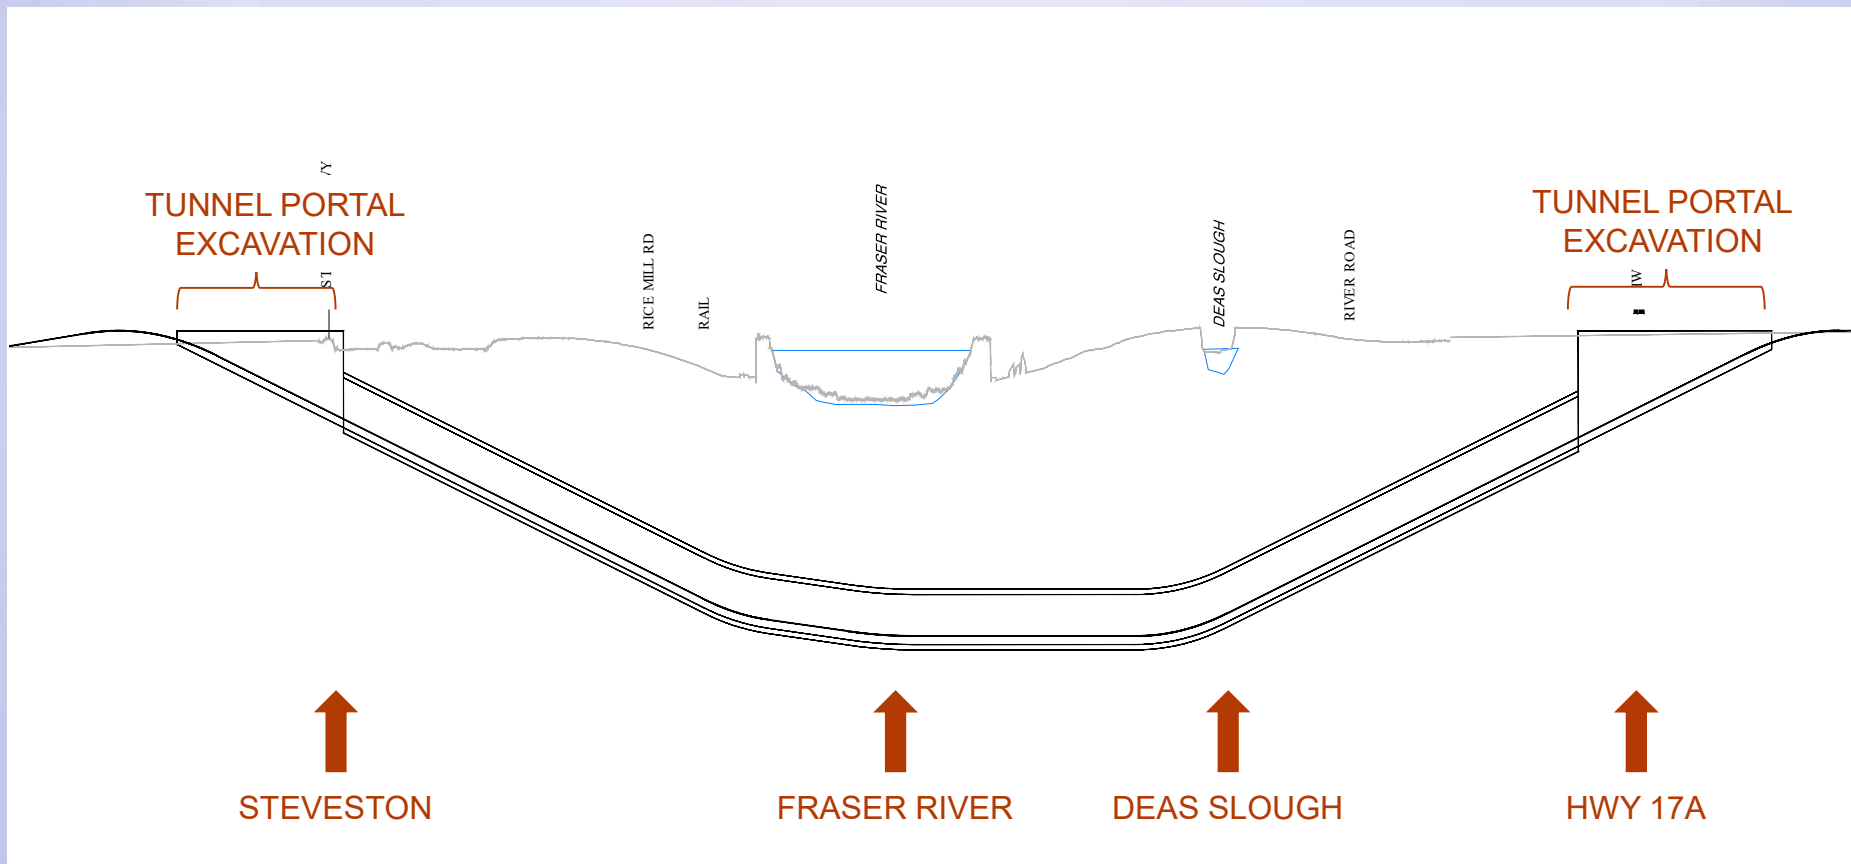 TUNNEL PORTAL
EXCAVATION
RICE MILL RD
RAIL
FRASER RIVER
DEAS SLOUGH
RIVER ROAD
TUNNEL PORTAL
EXCAVATION
STEVESTON
FRASER RIVER
DEAS SLOUGH
HWY 17A